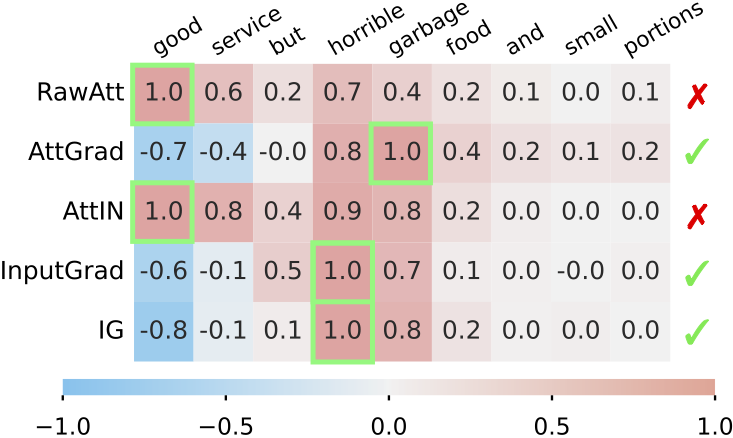 good service but horrible garbage food and small portions
RawAtt 1.0 0.6 0.2 0.7 0.4 0.2 0.1 0.0 0.1 ✗
AttGrad -0.7 -0.4 -0.0 0.8 1.0 0.4 0.2 0.1 0.2 ✓
AttIN 1.0 0.8 0.4 0.9 0.8 0.2 0.0 0.0 0.0 ✗
InputGrad -0.6 -0.1 0.5 1.0 0.7 0.1 0.0 -0.0 0.0 ✓
IG -0.8 -0.1 0.1 1.0 0.8 0.2 0.0 0.0 0.0 ✓
−1.0 −0.5 0.0 0.5 1.0